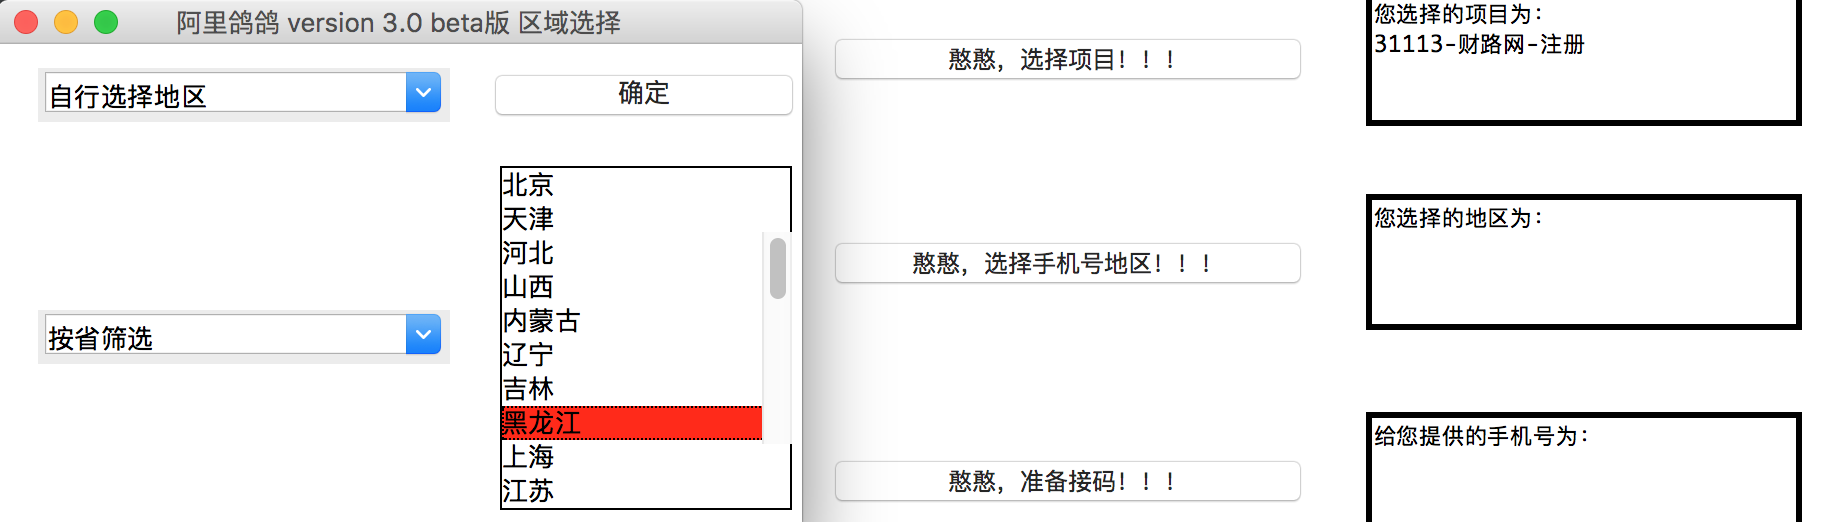 阿里鸽鸽 version 3.0 beta版 区域选择
自行选择地区
确定
北京
天津
河北
山西
内蒙古
辽宁
吉林
黑龙江
上海
江苏
按省筛选
憨憨，选择项目！！！
您选择的项目为：
31113-财路网-注册
憨憨，选择手机号地区！！！
您选择的地区为：
憨憨，准备接码！！！
给您提供的手机号为：